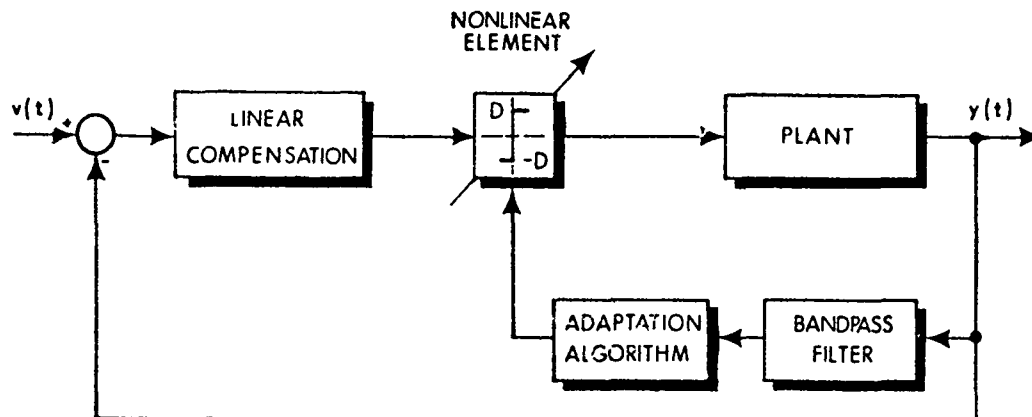 NONLINEAR
ELEMENT
v(t)
+
-
LINEAR
COMPENSATION
D
-D
PLANT
y(t)
ADAPTATION
ALGORITHM
BANDPASS
FILTER